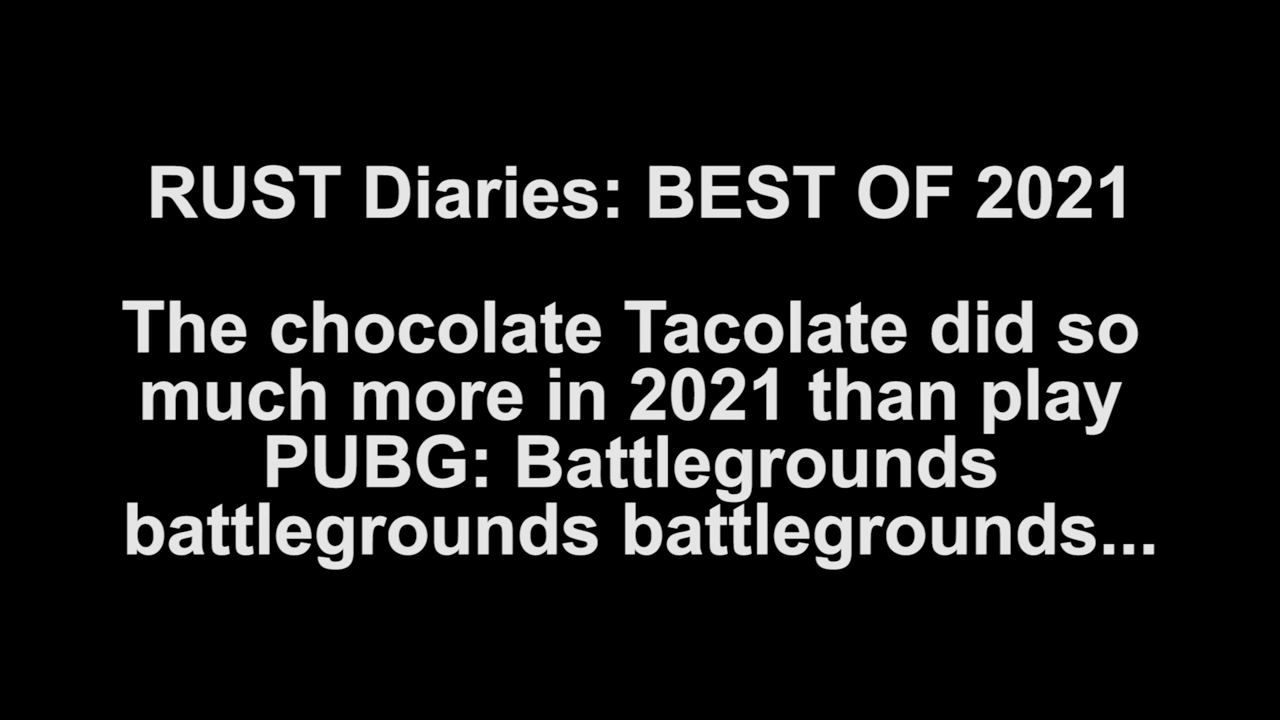 RUST Diaries: BEST OF 2021
The chocolate Tacolate did so
much more in 2021 than play
PUBG: Battlegrounds
battlegrounds battlegrounds...